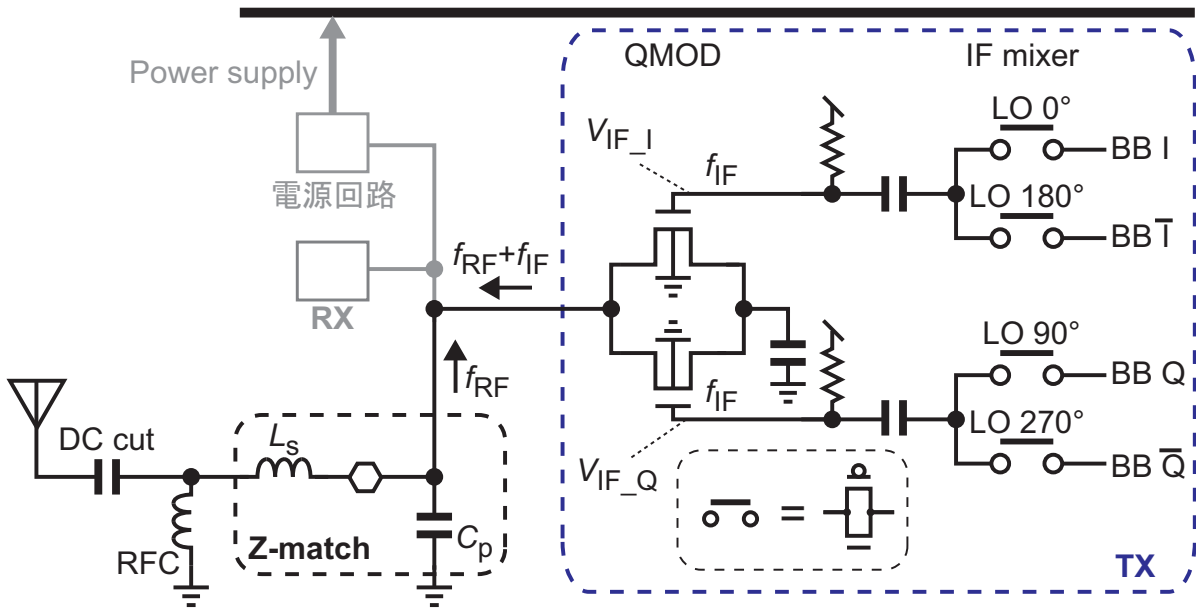 QMOD
IF mixer
Power supply
LO 0°
V_IF_I
f_IF
BB I
電源回路
LO 180°
BB I̅
f_RF+f_IF
RX
LO 90°
f_RF
BB Q
f_IF
DC cut
L_s
LO 270°
V_IF_Q
BB Q̅
=
C_p
RFC
Z-match
TX